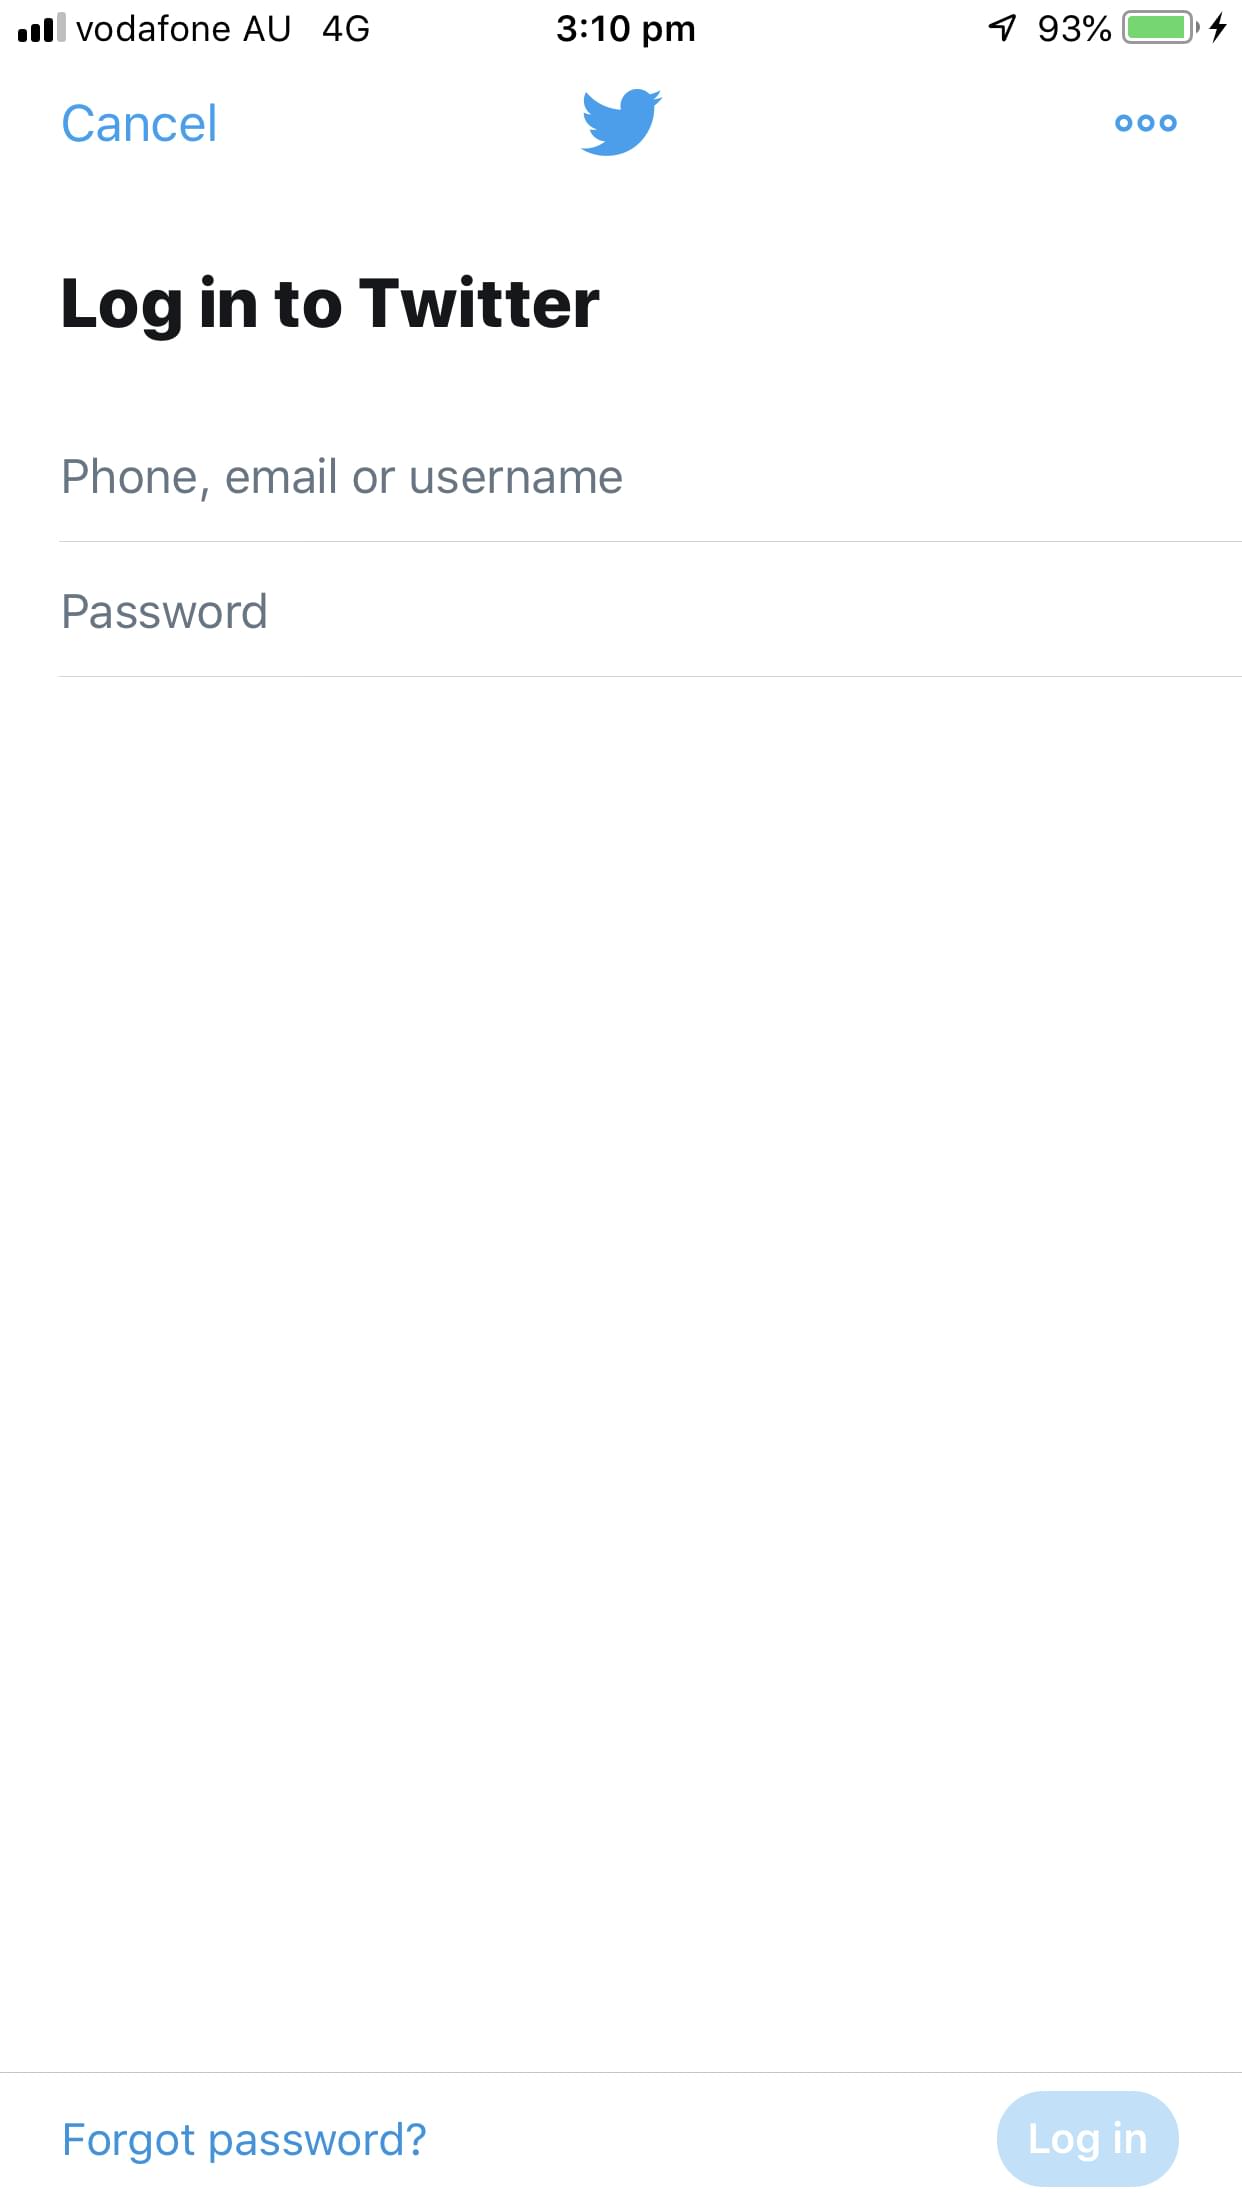 vodafone AU 4G 3:10 pm 93%
Cancel
Log in to Twitter
Phone, email or username
Password
Forgot password? Log in